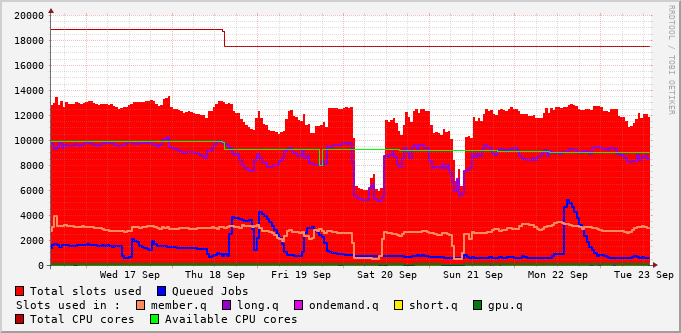 20000
18000
16000
14000
12000
10000
8000
6000
4000
2000
0
Wed 17 Sep Thu 18 Sep Fri 19 Sep Sat 20 Sep Sun 21 Sep Mon 22 Sep Tue 23 Sep
RRDTOOL / TOBI OETIKER
Total slots used Queued Jobs
Slots used in : member.q long.q ondemand.q short.q gpu.q
Total CPU cores Available CPU cores